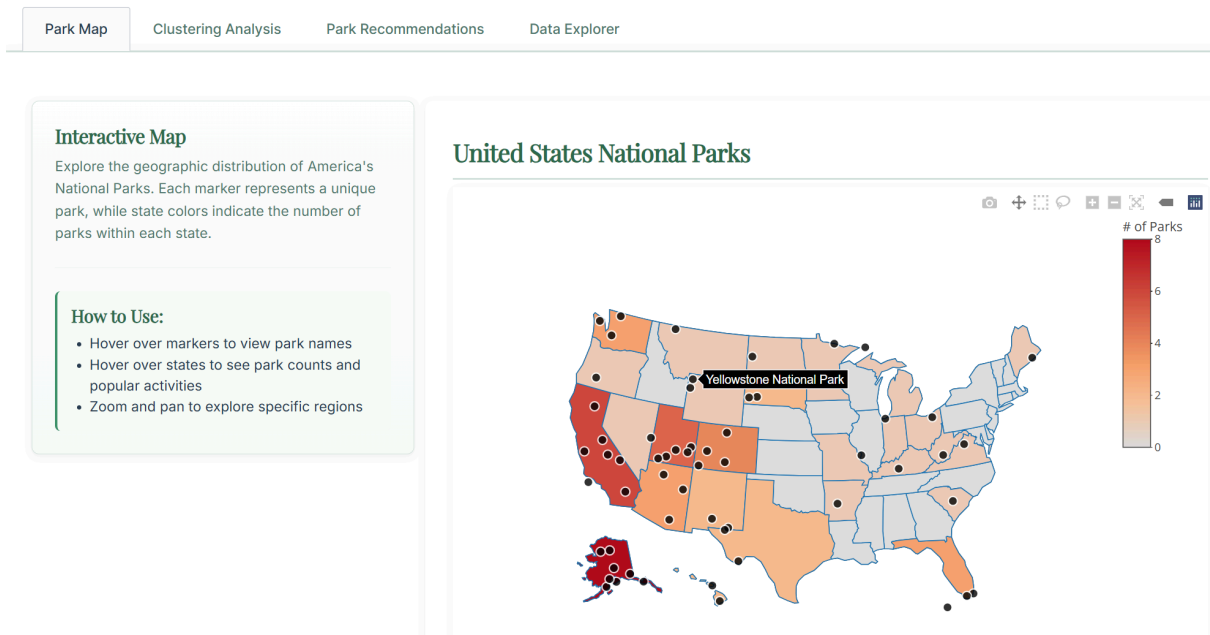 Park Map
Clustering Analysis
Park Recommendations
Data Explorer
Interactive Map
Explore the geographic distribution of America's
National Parks. Each marker represents a unique
park, while state colors indicate the number of
parks within each state.
How to Use:
Hover over markers to view park names
Hover over states to see park counts and
popular activities
Zoom and pan to explore specific regions
United States National Parks
# of Parks
8
6
4
2
0
Yellowstone National Park